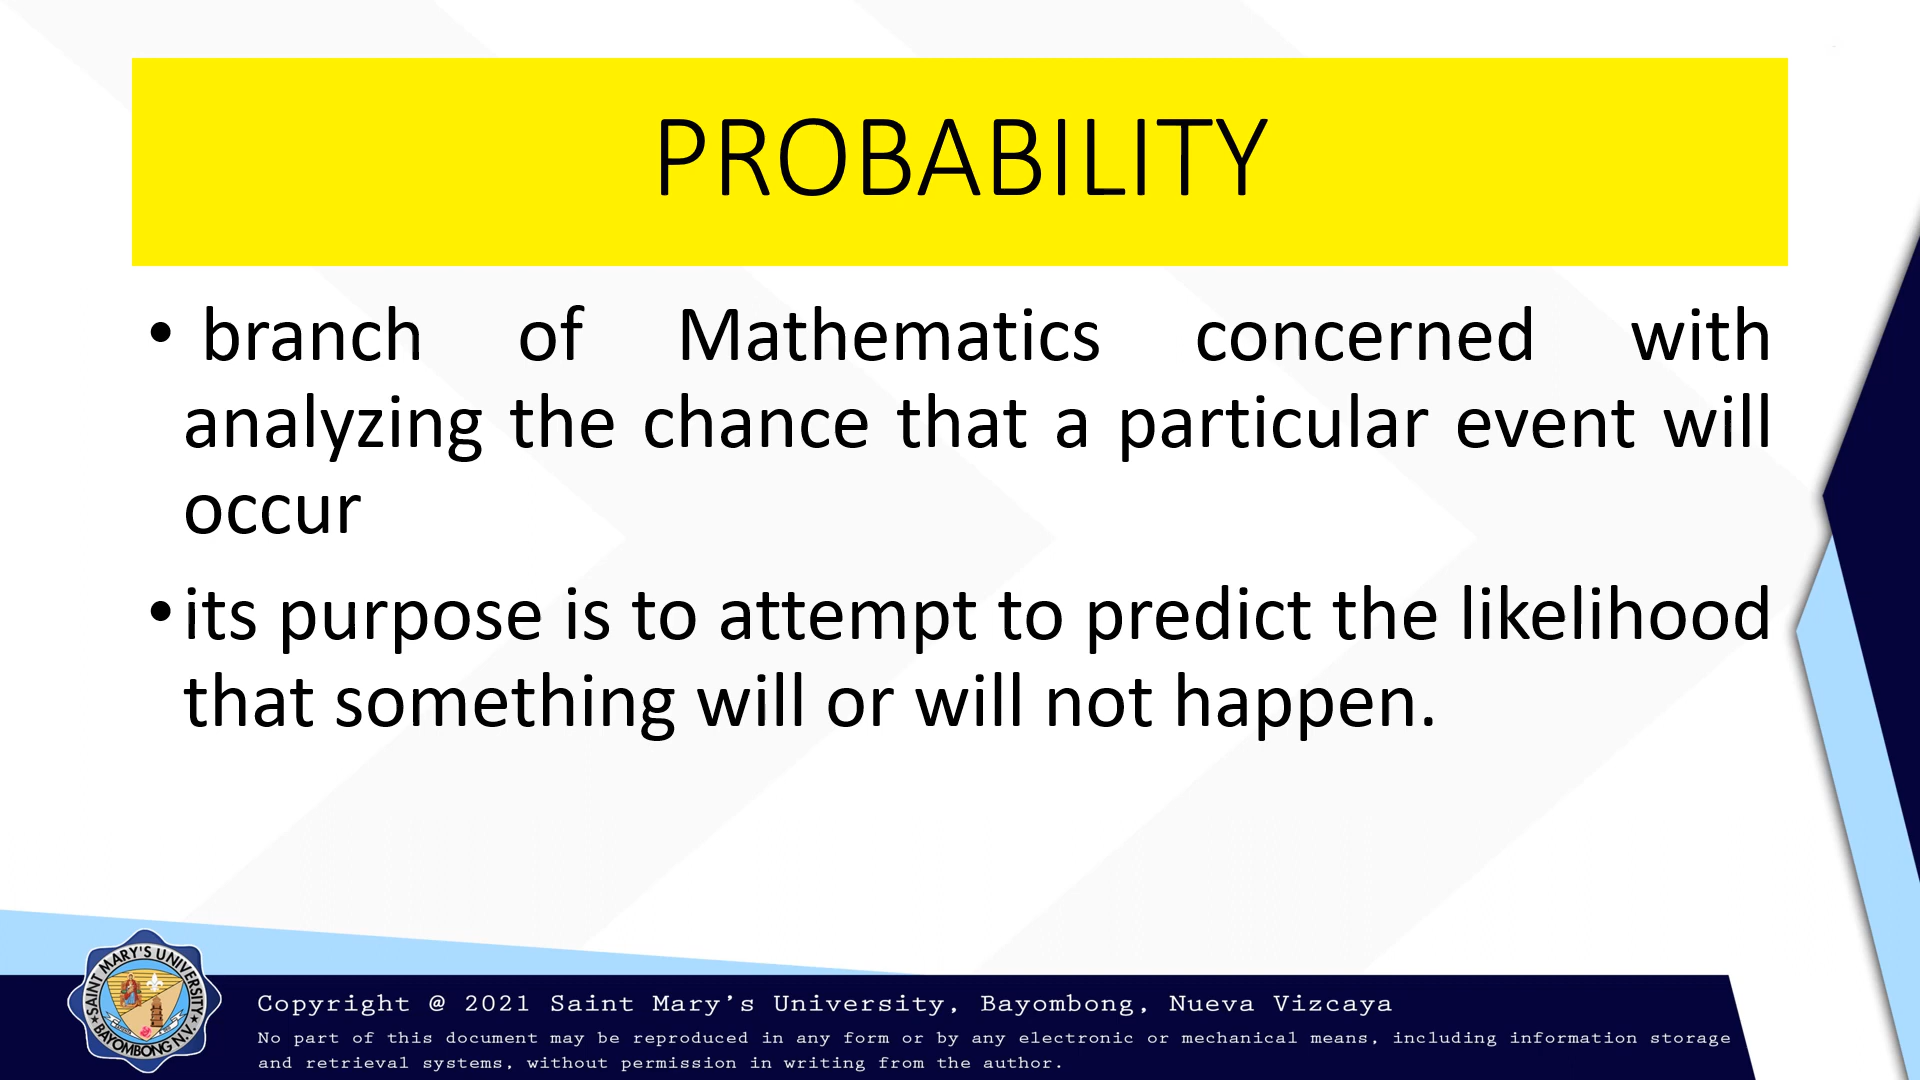 PROBABILITY
• branch of Mathematics concerned with
analyzing the chance that a particular event will
occur
• its purpose is to attempt to predict the likelihood
that something will or will not happen.
SAINT MARY'S UNIVERSITY
BAYOMBONG N.V.
Copyright @ 2021 Saint Mary’s University, Bayombong, Nueva Vizcaya
No part of this document may be reproduced in any form or by any electronic or mechanical means, including information storage
and retrieval systems, without permission in writing from the author.